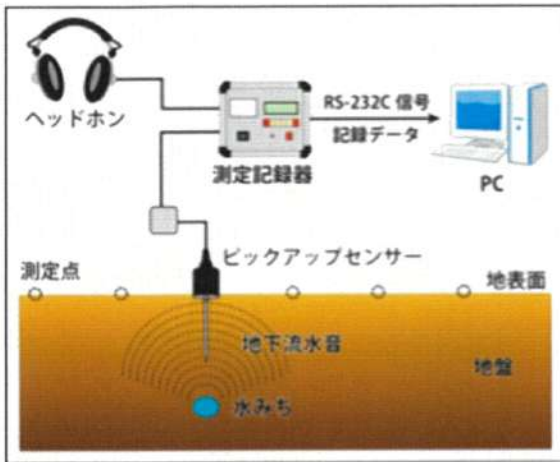 ヘッドホン
RS-232C 信号
記録データ
測定記録器
PC
ピックアップセンサー
測定点
地表面
地下流水音
地盤
水みち